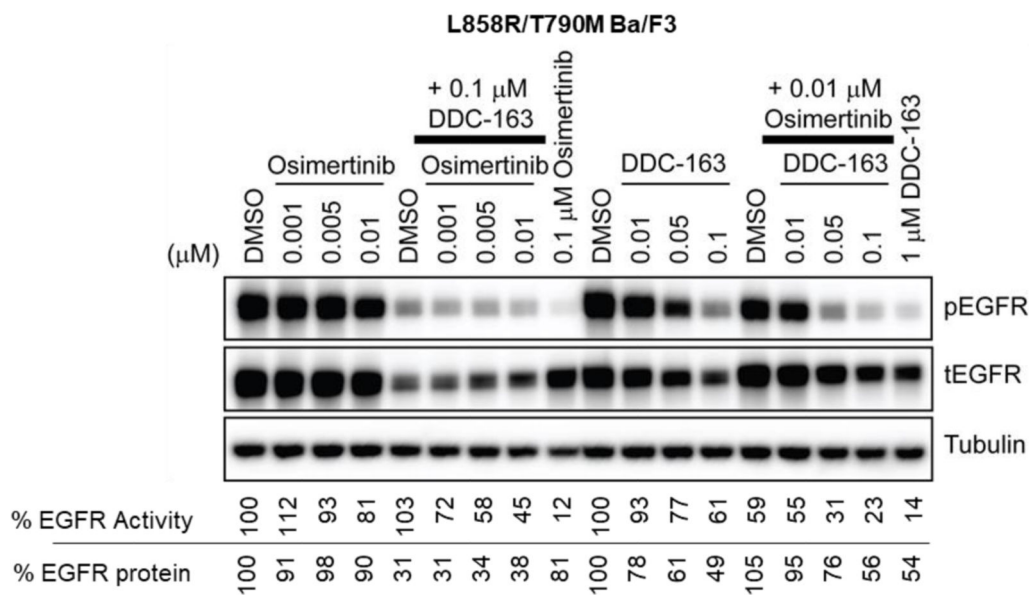 L858R/T790M Ba/F3
+ 0.1 μM
DDC-163
+ 0.01 μM
Osimertinib
Osimertinib
Osimertinib
DDC-163
DDC-163
(μM)
DMSO
0.001
0.005
0.01
DMSO
0.001
0.005
0.01
0.1 μM Osimertinib
DMSO
0.01
0.05
0.1
DMSO
0.01
0.05
0.1
1 μM DDC-163
pEGFR
tEGFR
Tubulin
% EGFR Activity 100 112 93 81 103 72 58 45 12 100 93 77 61 59 55 31 23 14
% EGFR protein 100 91 98 90 31 31 34 38 81 100 78 61 49 105 95 76 56 54